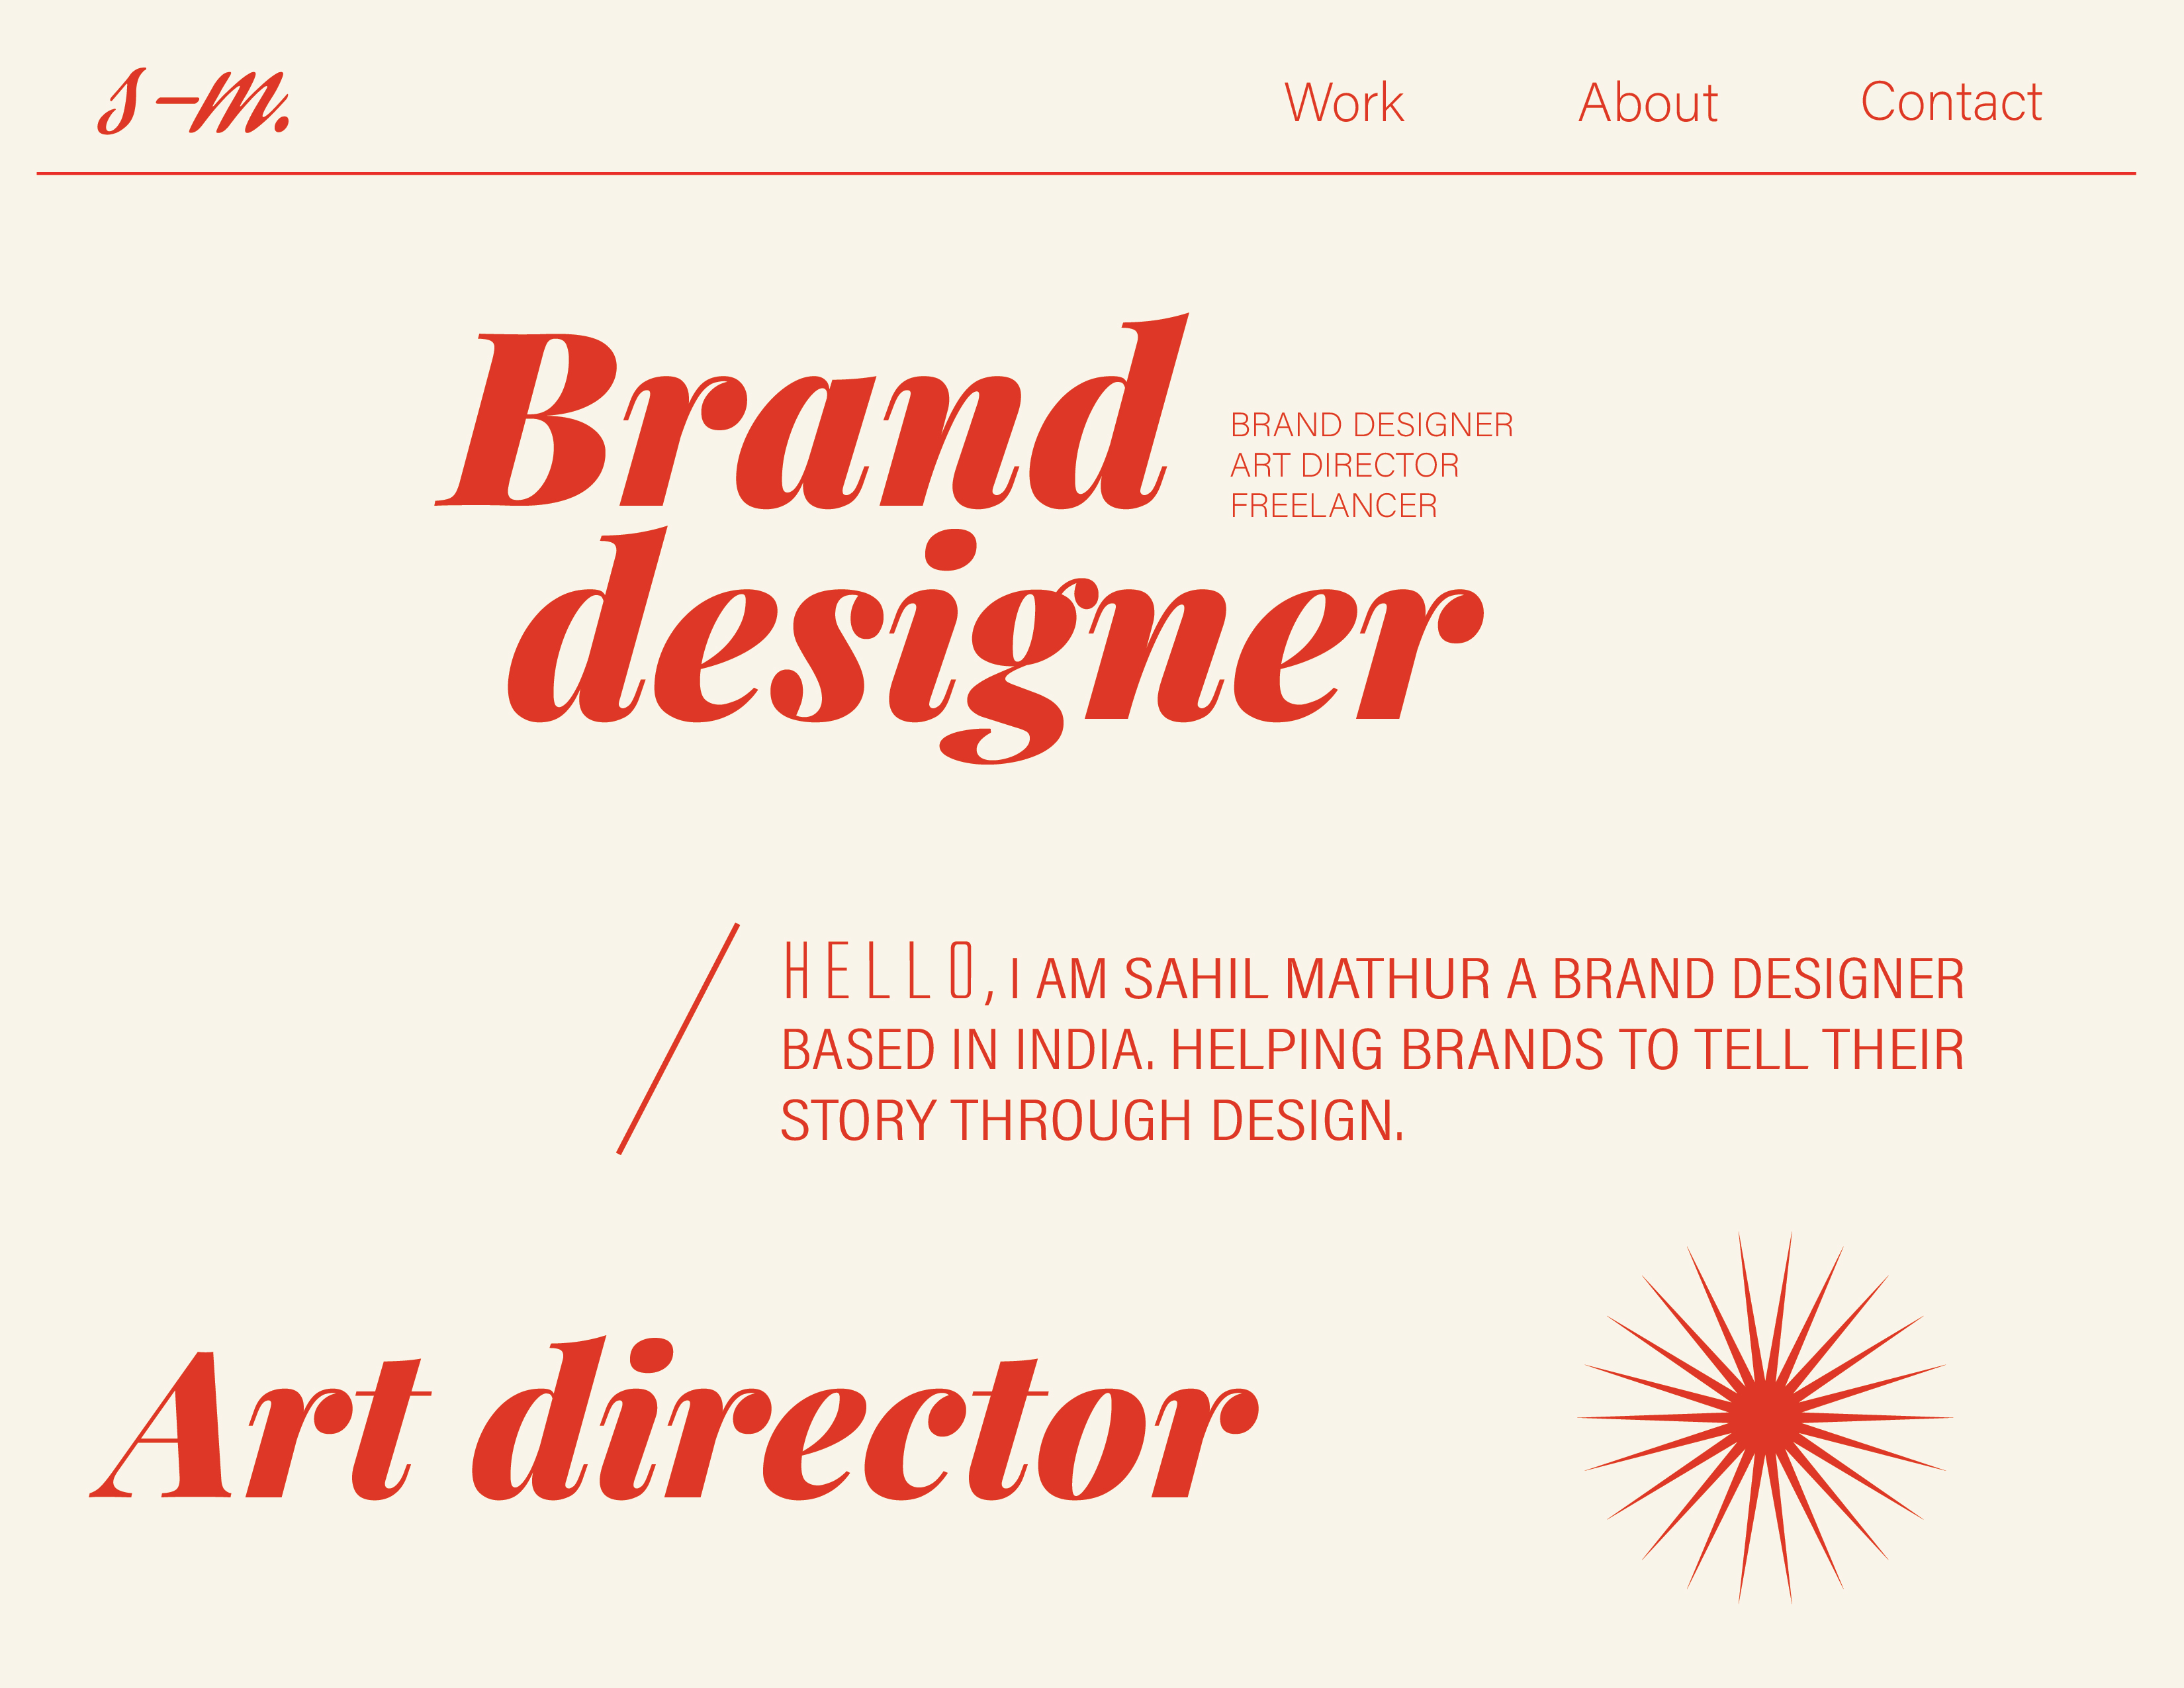 s-m.
Work About Contact
Brand
BRAND DESIGNER
ART DIRECTOR
FREELANCER
designer
HELLO, I AM SAHIL MATHUR A BRAND DESIGNER
BASED IN INDIA. HELPING BRANDS TO TELL THEIR
STORY THROUGH DESIGN.
Art director